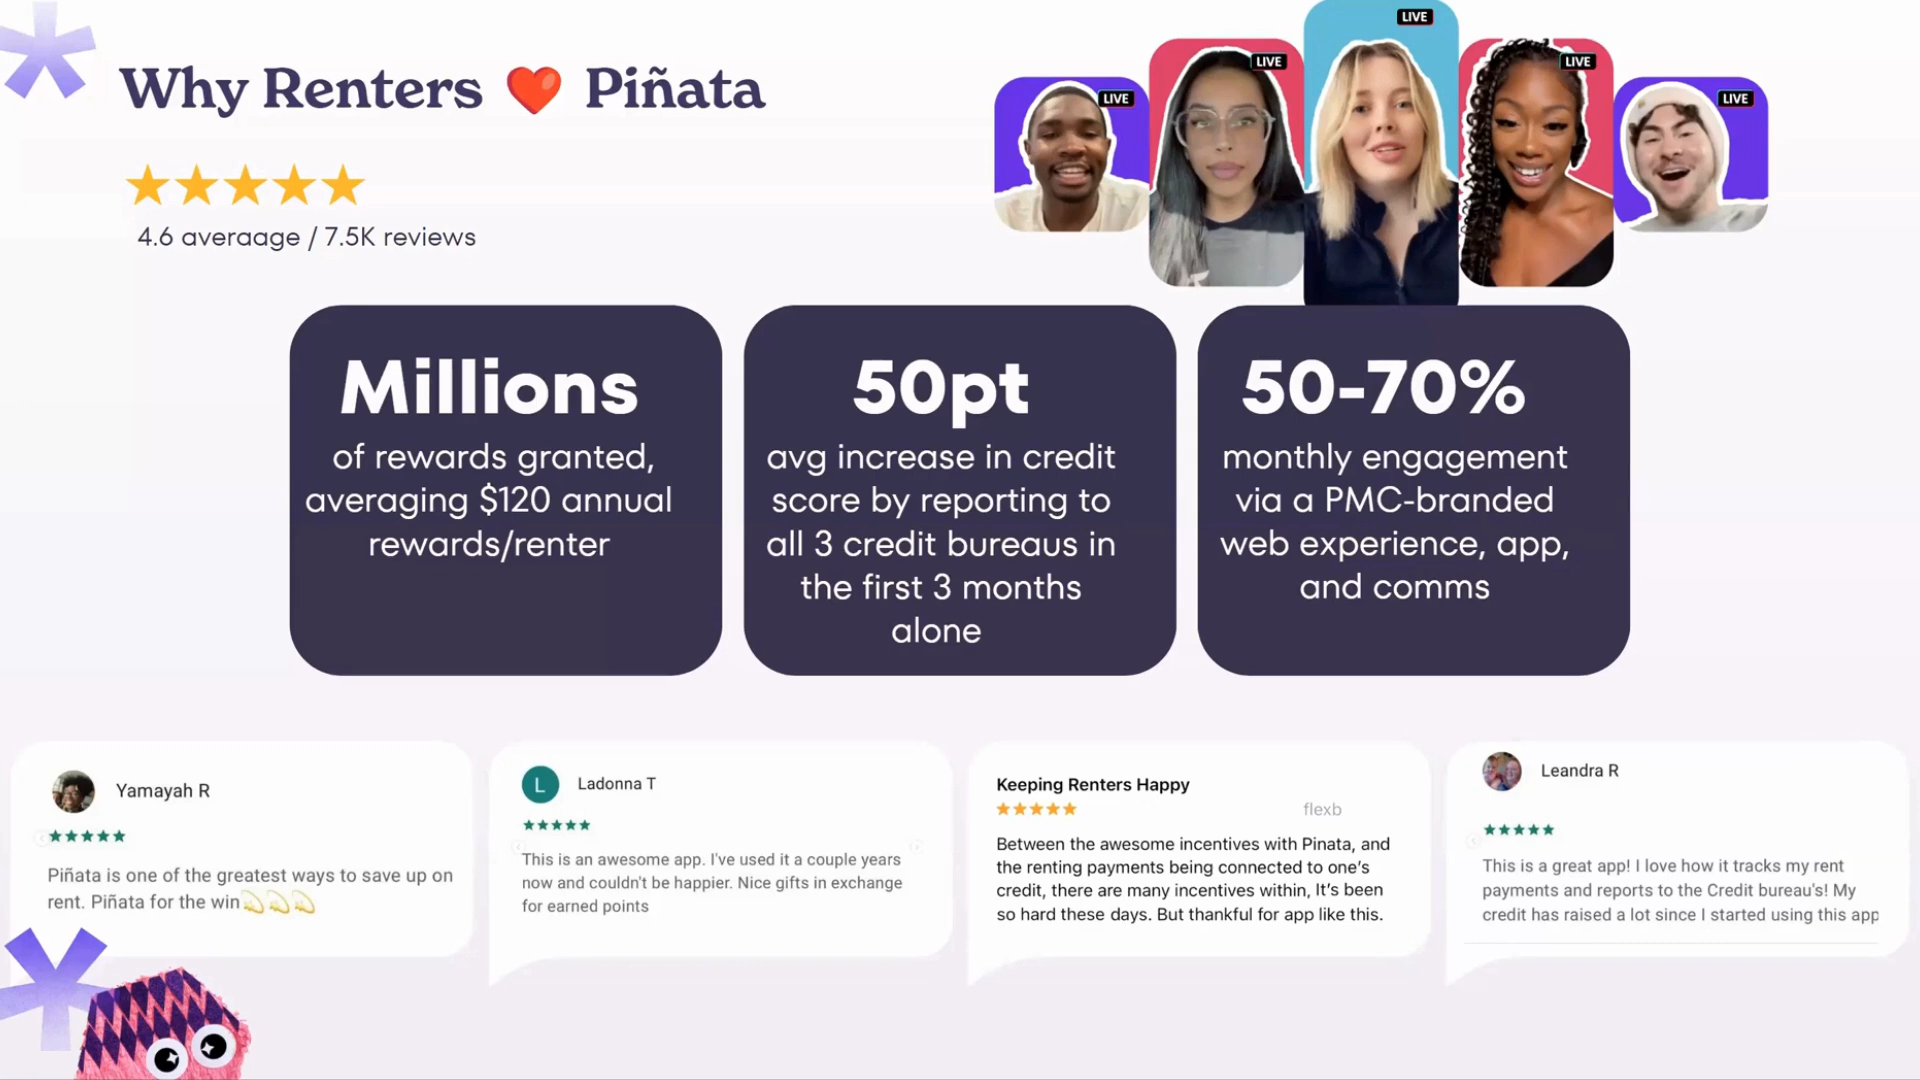 Why Renters ❤️ Piñata
4.6 averaage / 7.5K reviews
LIVE
LIVE
LIVE
LIVE
LIVE
Millions
of rewards granted,
averaging $120 annual
rewards/renter
50pt
avg increase in credit
score by reporting to
all 3 credit bureaus in
the first 3 months
alone
50-70%
monthly engagement
via a PMC-branded
web experience, app,
and comms
Yamayah R
Piñata is one of the greatest ways to save up on
rent. Piñata for the win💫💫💫
L
Ladonna T
This is an awesome app. I've used it a couple years
now and couldn't be happier. Nice gifts in exchange
for earned points
Keeping Renters Happy
flexb
Between the awesome incentives with Pinata, and
the renting payments being connected to one's
credit, there are many incentives within, It's been
so hard these days. But thankful for app like this.
Leandra R
This is a great app! I love how it tracks my rent
payments and reports to the Credit bureau's! My
credit has raised a lot since I started using this app